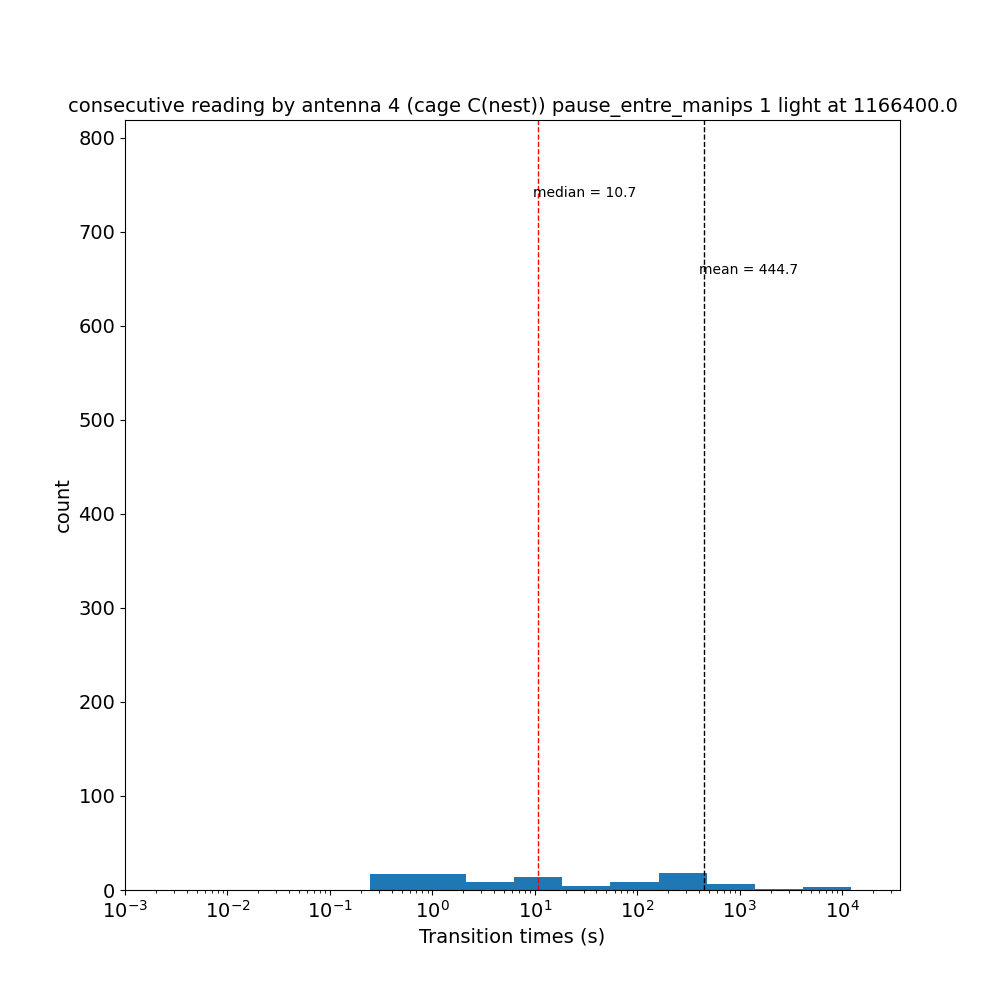 consecutive reading by antenna 4 (cage C(nest)) pause_entre_manips 1 light at 1166400.0
800
median = 10.7
700
mean = 444.7
600
500
count
400
300
200
100
0
10⁻³ 10⁻² 10⁻¹ 10⁰ 10¹ 10² 10³ 10⁴
Transition times (s)